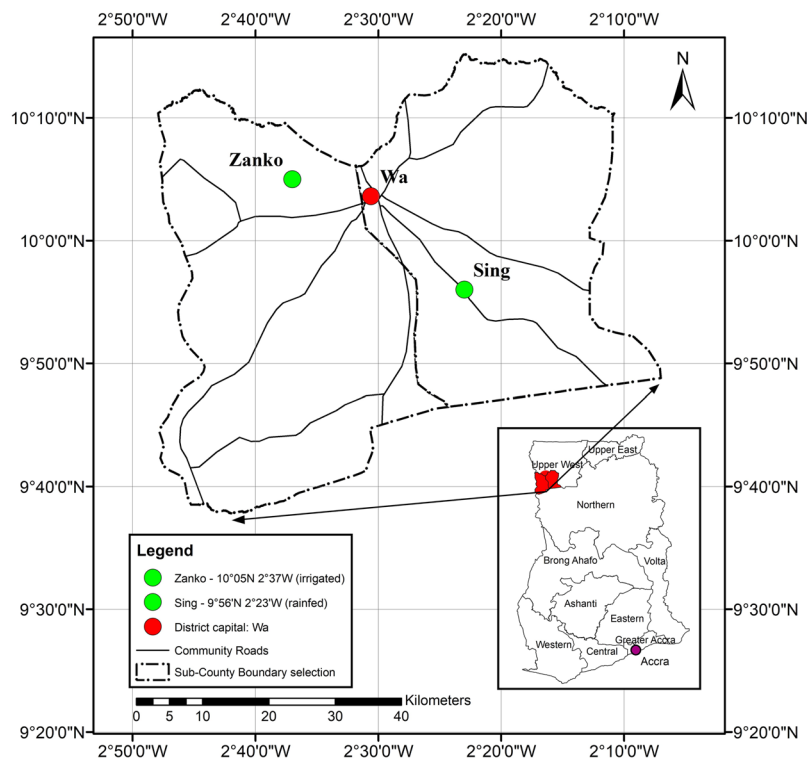 2°50'0"W 2°40'0"W 2°30'0"W 2°20'0"W 2°10'0"W
N
10°10'0"N 10°10'0"N
Zanko
Wa
10°0'0"N 10°0'0"N
Sing
9°50'0"N 9°50'0"N
Upper East
Upper West
9°40'0"N 9°40'0"N
Northern
Legend
Zanko - 10°05N 2°37W (irrigated)
Brong Ahafo Volta
Sing - 9°56'N 2°23'W (rainfed)
Ashanti
9°30'0"N 9°30'0"N
Eastern
District capital: Wa
Greater Accra
Western
Central
Community Roads
Accra
Sub-County Boundary selection
Kilometers
0 5 10 20 30 40
9°20'0"N 9°20'0"N
2°50'0"W 2°40'0"W 2°30'0"W 2°20'0"W 2°10'0"W